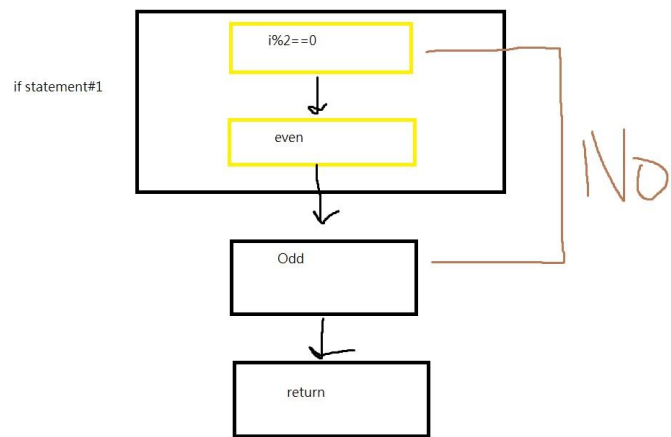 i%2==0
if statement#1
even
No
Odd
return